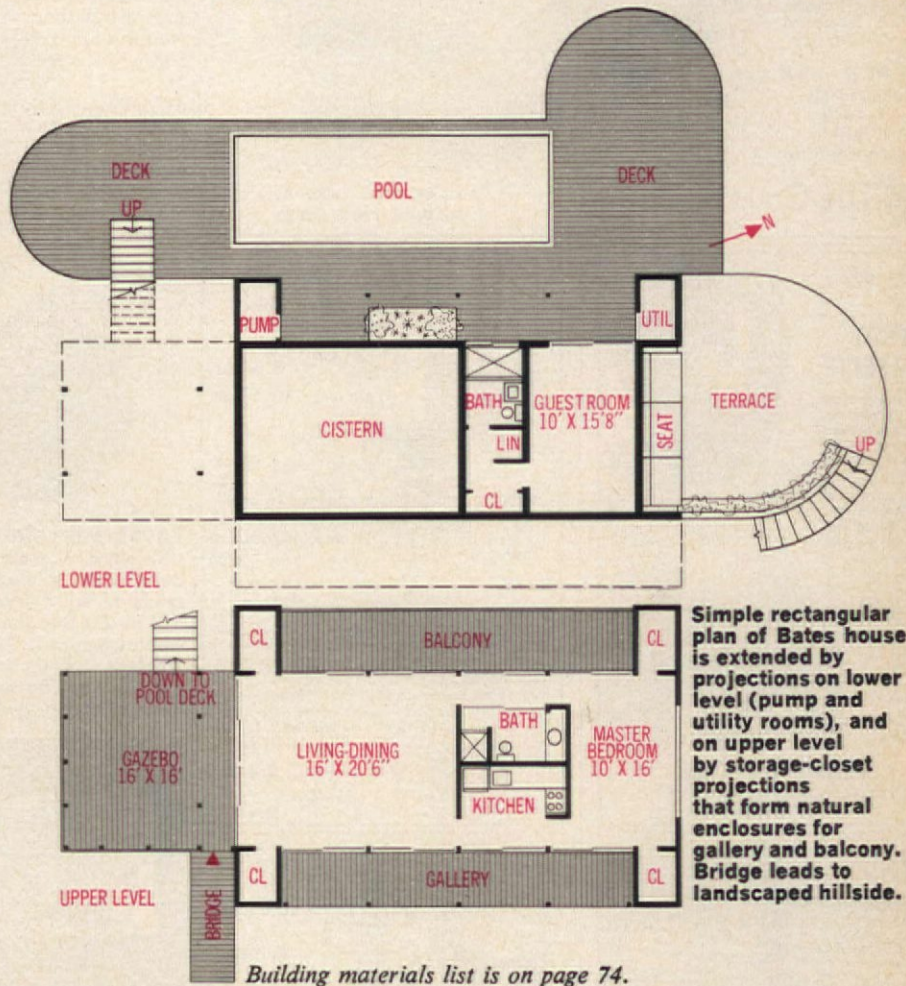 DECK
UP
POOL
DECK
N
PUMP
UTIL
CISTERN
BATH
LIN
CL
GUEST ROOM
10' X 15'8"
SEAT
TERRACE
UP
LOWER LEVEL
CL
BALCONY
CL
DOWN TO
POOL DECK
GAZEBO
16' X 16'
LIVING-DINING
16' X 20'6"
BATH
KITCHEN
MASTER
BEDROOM
10' X 16'
CL
GALLERY
CL
UPPER LEVEL
BRIDGE
Simple rectangular
plan of Bates house
is extended by
projections on lower
level (pump and
utility rooms), and
on upper level
by storage-closet
projections
that form natural
enclosures for
gallery and balcony.
Bridge leads to
landscaped hillside.
Building materials list is on page 74.